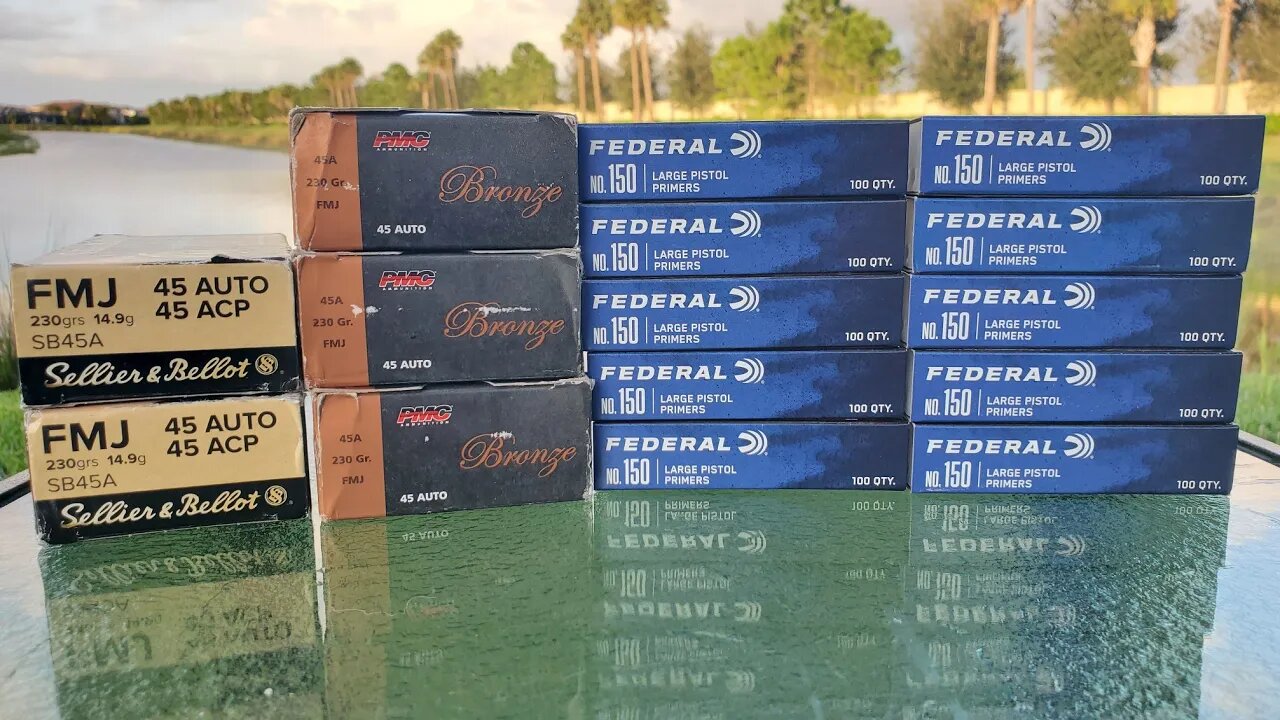 FMJ 45 AUTO
230grs 14.9g 45 ACP
SB45A
Sellier & Bellot
FMJ 45 AUTO
230grs 14.9g 45 ACP
SB45A
Sellier & Bellot
PMC
AMMUNITION
45A
230 Gr.
FMJ
Bronze
45 AUTO
PMC
AMMUNITION
45A
230 Gr.
FMJ
Bronze
45 AUTO
PMC
AMMUNITION
45A
230 Gr.
FMJ
Bronze
45 AUTO
FEDERAL
NO. 150 LARGE PISTOL
PRIMERS 100 QTY.
FEDERAL
NO. 150 LARGE PISTOL
PRIMERS 100 QTY.
FEDERAL
NO. 150 LARGE PISTOL
PRIMERS 100 QTY.
FEDERAL
NO. 150 LARGE PISTOL
PRIMERS 100 QTY.
FEDERAL
NO. 150 LARGE PISTOL
PRIMERS 100 QTY.
FEDERAL
NO. 150 LARGE PISTOL
PRIMERS 100 QTY.
FEDERAL
NO. 150 LARGE PISTOL
PRIMERS 100 QTY.
FEDERAL
NO. 150 LARGE PISTOL
PRIMERS 100 QTY.
FEDERAL
NO. 150 LARGE PISTOL
PRIMERS 100 QTY.
FEDERAL
NO. 150 LARGE PISTOL
PRIMERS 100 QTY.